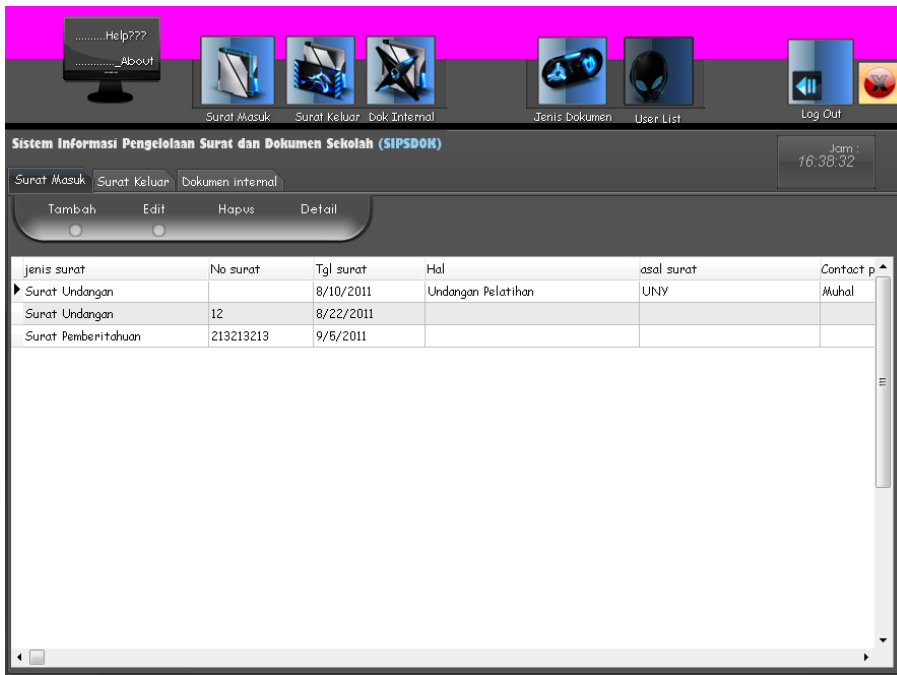 ..........Help???
............._About
Surat Masuk
Surat Keluar
Dok Internal
Jenis Dokumen
User List
Log Out
Sistem Informasi Pengelolaan Surat dan Dokumen Sekolah (SIPSDOK)
Jam :
16:38:32
Surat Masuk Surat Keluar Dokumen internal
Tambah Edit Hapus Detail
jenis surat No surat Tgl surat Hal asal surat Contact p
Surat Undangan 8/10/2011 Undangan Pelatihan UNY Muhal
Surat Undangan 12 8/22/2011
Surat Pemberitahuan 213213213 9/5/2011